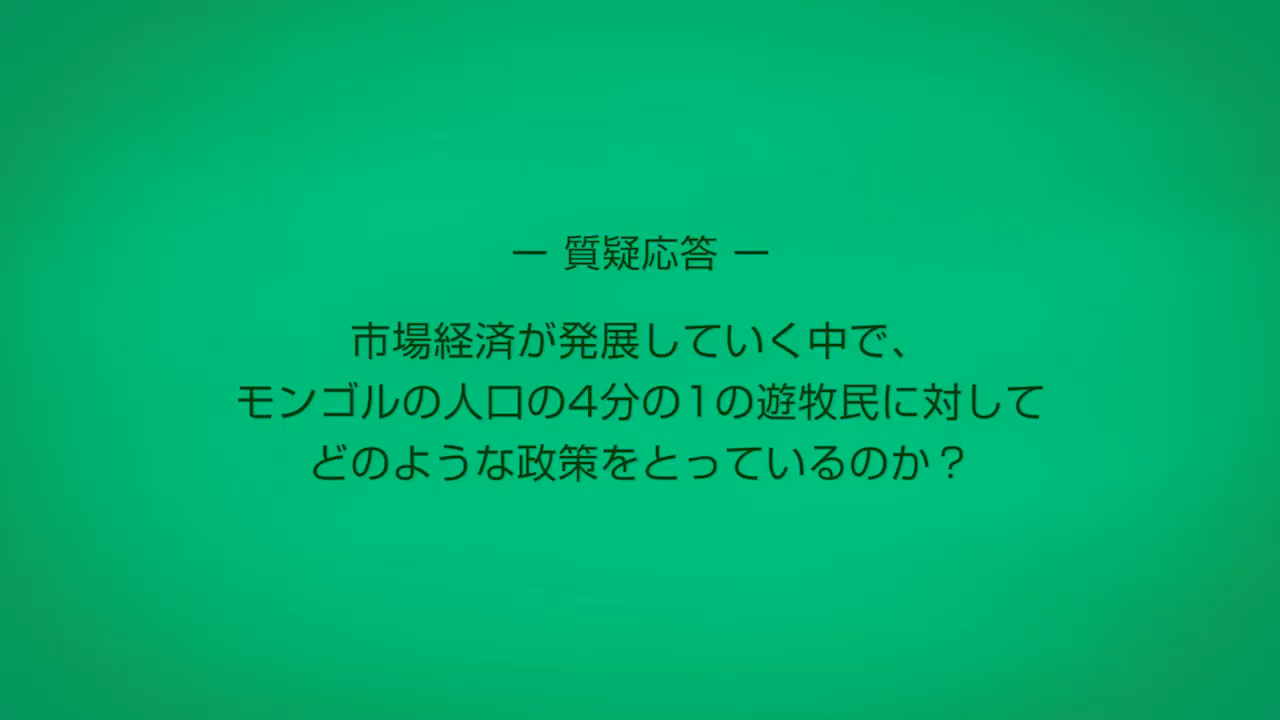 ー 質疑応答 ー
市場経済が発展していく中で、
モンゴルの人口の4分の1の遊牧民に対して
どのような政策をとっているのか？